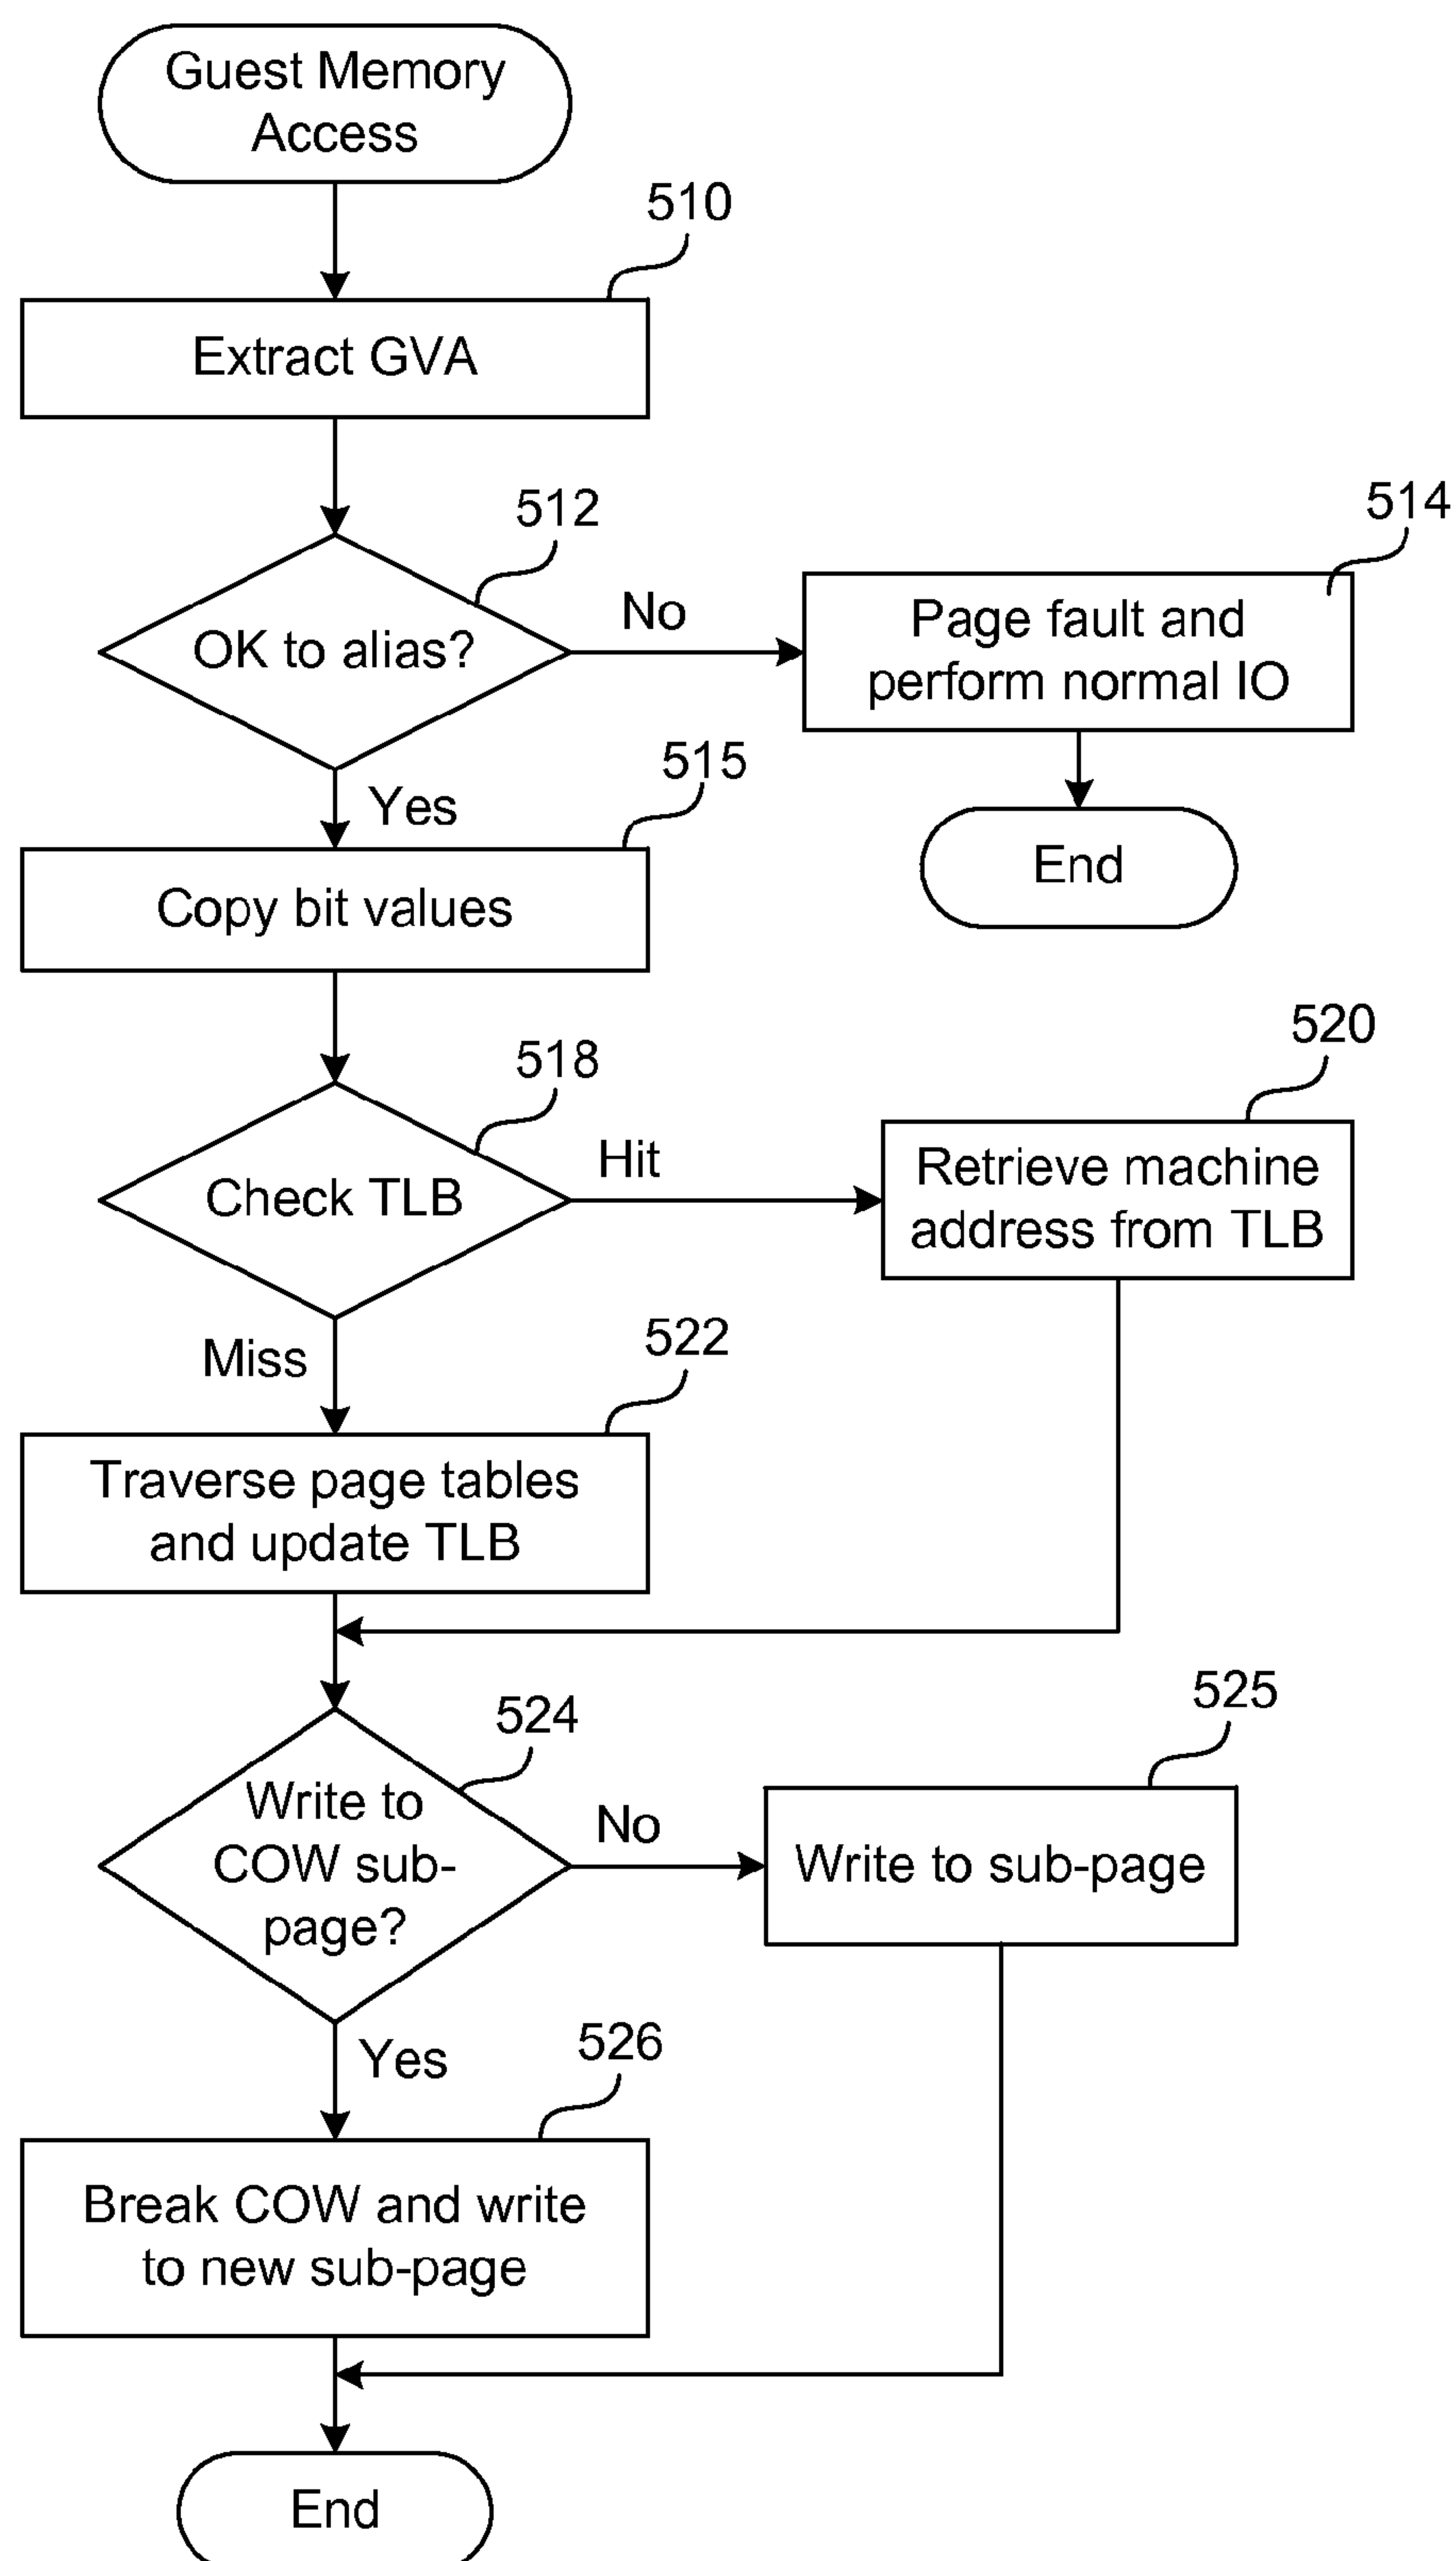 Guest Memory
Access
510
Extract GVA
512
OK to alias?
No
514
Page fault and
perform normal IO
End
Yes
515
Copy bit values
518
Check TLB
Hit
520
Retrieve machine
address from TLB
Miss
522
Traverse page tables
and update TLB
524
Write to
COW sub-
page?
No
525
Write to sub-page
Yes
526
Break COW and write
to new sub-page
End